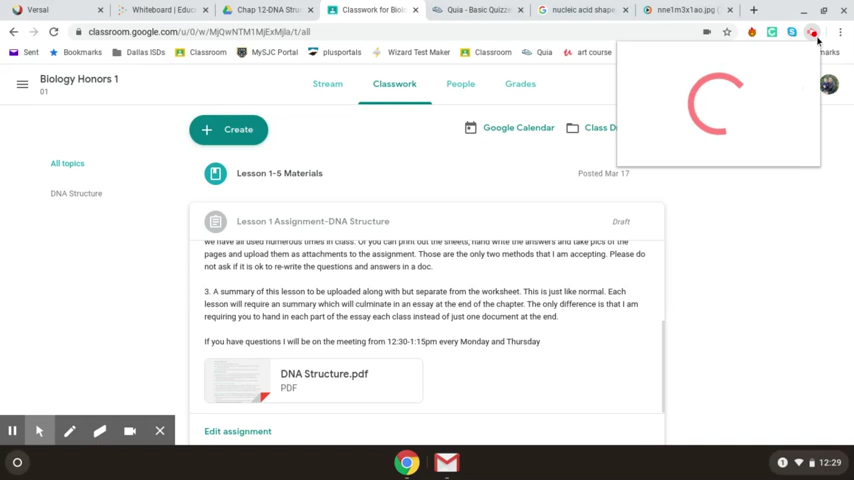 Versal
Whiteboard | Educ
Chap 12-DNA Stru
Classwork for Biolo
Quia - Basic Quizz
nucleic acid shape
nne1m3x1ao.jpg (
classroom.google.com/u/0/w/MjQwNTM1MjExMjla/t/all
Sent
Bookmarks
Dallas ISDs
Classroom
MySJC Portal
plusportals
Wizard Test Maker
Classroom
Quia
art course
marks
Biology Honors 1
01
Stream
Classwork
People
Grades
Create
Google Calendar
Class D
All topics
DNA Structure
Lesson 1-5 Materials
Posted Mar 17
Lesson 1 Assignment-DNA Structure
Draft
we have all used numerous times in class. Or you can print out the sheets, hand write the answers and take pics of the
pages and upload them as attachments to the assignment. Those are the only two methods that I am accepting. Please do
not ask if it is ok to re-write the questions and answers in a doc.
3. A summary of this lesson to be uploaded along with but separate from the worksheet. This is just like normal. Each
lesson will require an summary which will culminate in an essay at the end of the chapter. The only difference is that I am
requiring you to hand in each part of the essay each class instead of just one document at the end.
If you have questions I will be on the meeting from 12:30-1:15pm every Monday and Thursday
DNA Structure.pdf
PDF
Edit assignment
1
12:29